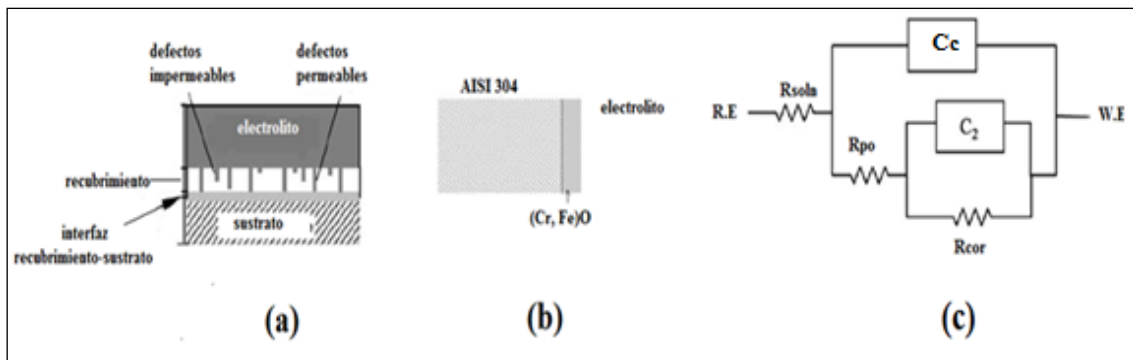 defectos
impermeables
defectos
permeables
electrolito
recubrimiento
interfaz
recubrimiento-sustrato
sustrato
(a)
AISI 304
electrolito
(Cr, Fe)O
(b)
Cc
Rsoln
R.E
W.E
C2
Rpo
Rcor
(c)